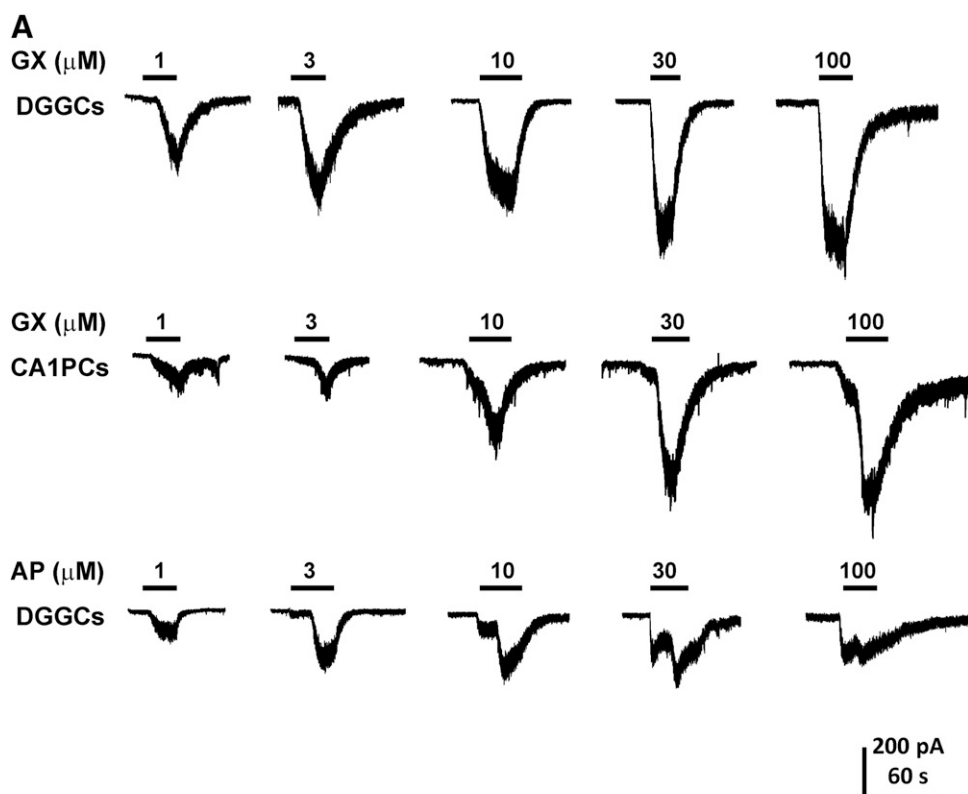 A
GX (μM) 1 3 10 30 100
DGGCs
GX (μM) 1 3 10 30 100
CA1PCs
AP (μM) 1 3 10 30 100
DGGCs
200 pA
60 s